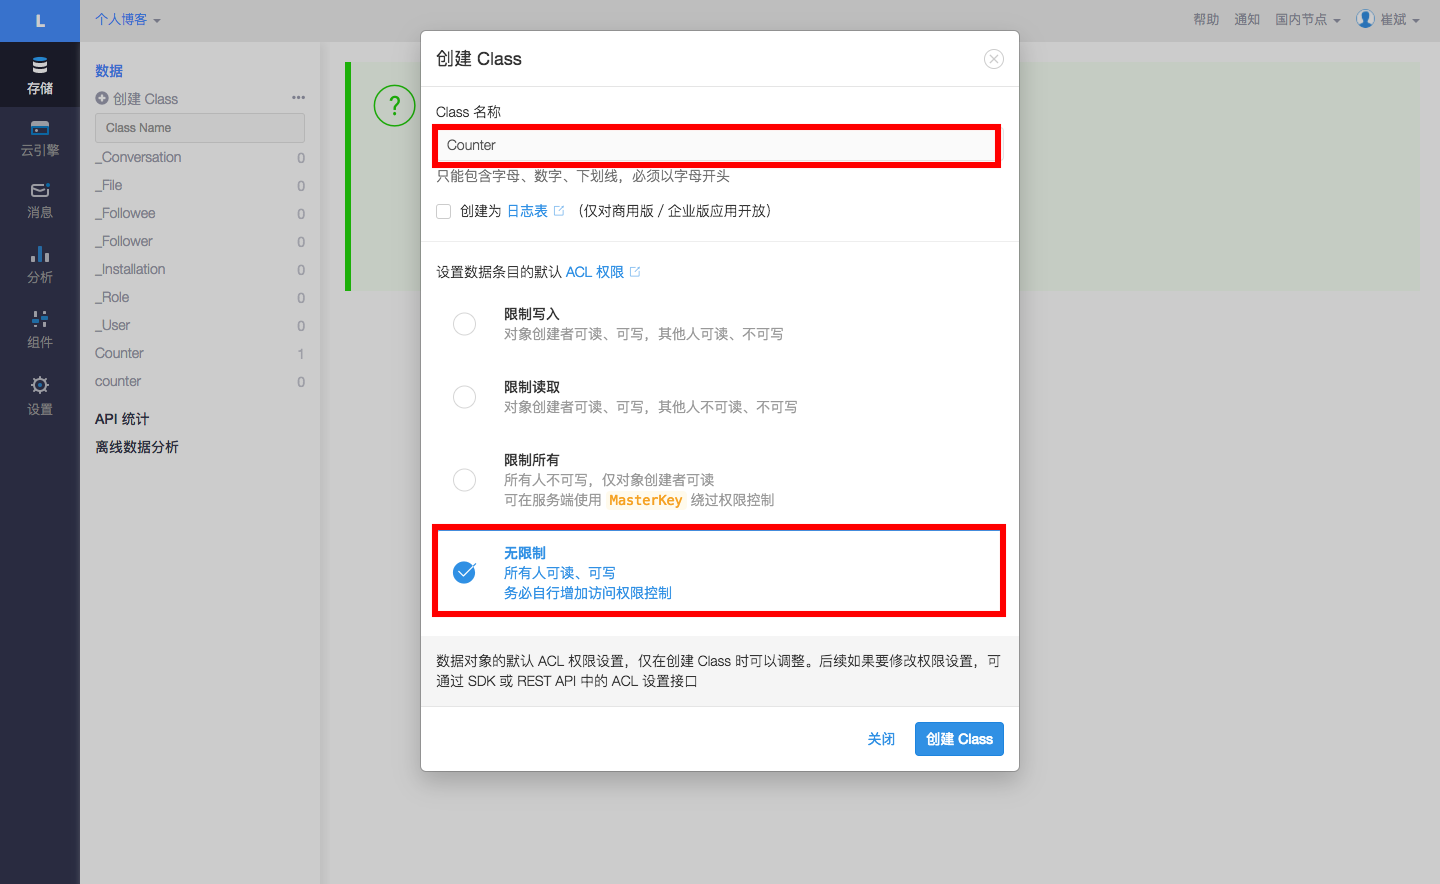 L
个人博客
帮助 通知 国内节点 崔斌
存储
云引擎
消息
分析
组件
设置
数据
创建 Class
Class Name
_Conversation 0
_File 0
_Followee 0
_Follower 0
_Installation 0
_Role 0
_User 0
Counter 1
counter 0
API 统计
离线数据分析
?
创建 Class
Class 名称
Counter
只能包含字母、数字、下划线，必须以字母开头
创建为 日志表 （仅对商用版 / 企业版应用开放）
设置数据条目的默认 ACL 权限
限制写入
对象创建者可读、可写，其他人可读、不可写
限制读取
对象创建者可读、可写，其他人不可读、不可写
限制所有
所有人不可写，仅对象创建者可读
可在服务端使用 MasterKey 绕过权限控制
无限制
所有人可读、可写
务必自行增加访问权限控制
数据对象的默认 ACL 权限设置，仅在创建 Class 时可以调整。后续如果要修改权限设置，可
通过 SDK 或 REST API 中的 ACL 设置接口
关闭 创建 Class